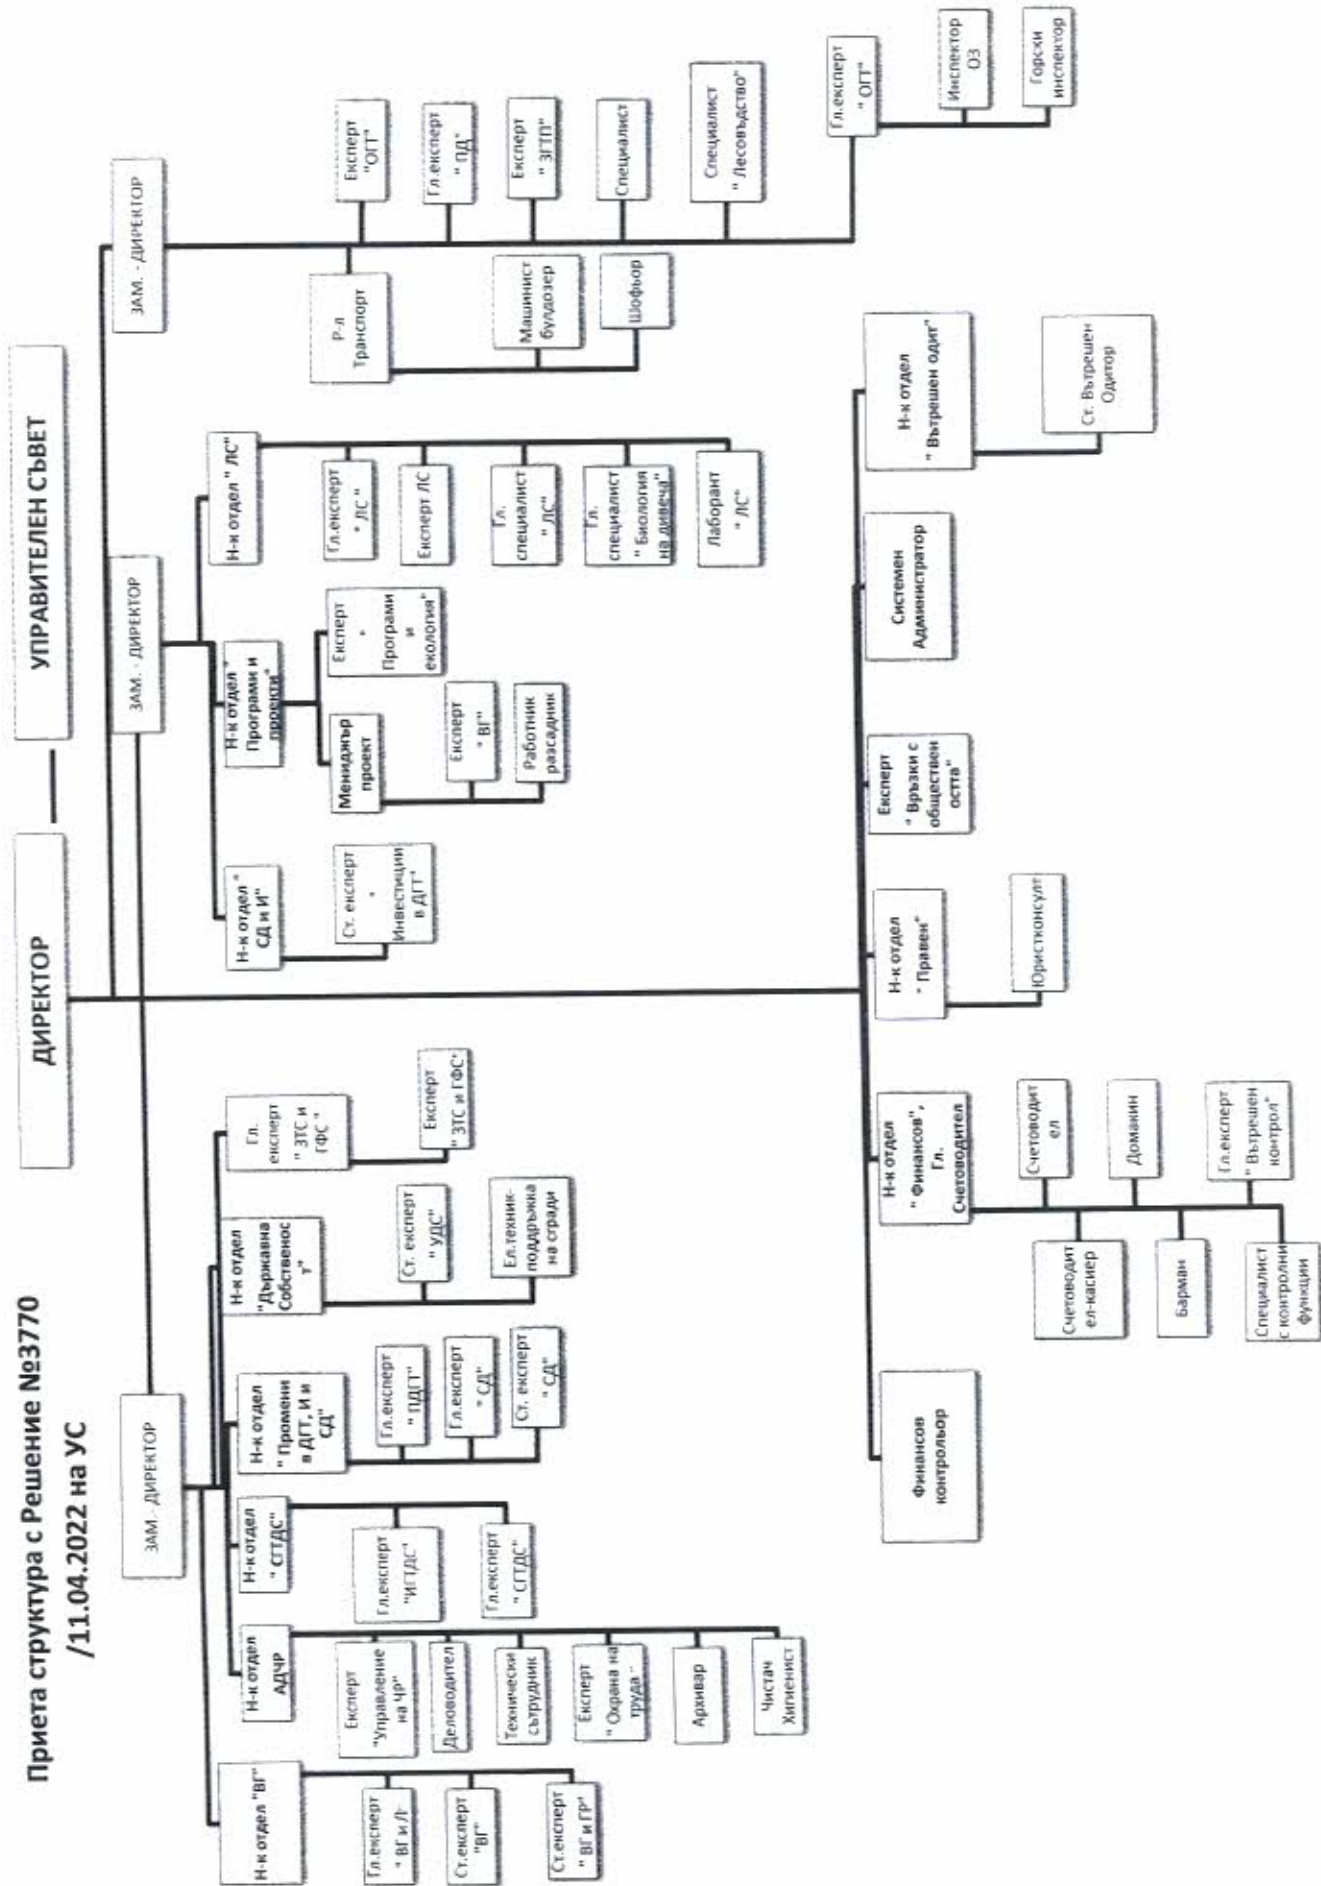 Приета структура с Решение №3770
/11.04.2022 на УС
ДИРЕКТОР
УПРАВИТЕЛЕН СЪВЕТ
ЗАМ. - ДИРЕКТОР
ЗАМ. - ДИРЕКТОР
ЗАМ. - ДИРЕКТОР
Н-к отдел "ВГ"
Гл.експерт
" ВГ и Л"
Ст.експерт
"ВГ"
Ст.експерт
" ВГ и ГР"
Н-к отдел
АДЧР
Експерт
"Управление
на ЧР"
Деловодител
Технически
сътрудник
Експерт
" Охрана на
труда "
Архивар
Чистач
Хигиенист
Н-к отдел
" СГТДС"
Гл.експерт
"ИГТДС"
Гл.експерт
" СГТДС"
Н-к отдел
" Промени
в ДГТ, И и
СД"
Гл.експерт
" ПДГТ"
Гл.експерт
" СД"
Ст. експерт
" СД"
Н-к отдел
"Държавна
Собственос
т"
Ст. експерт
" УДС"
Ел.техник-
поддръжка
на сгради
Гл.
експерт
" ЗТС и
ГФС "
Експерт
" ЗТС и ГФС"
Н-к отдел "
СД и И"
Ст. експерт
"
Инвестиции
в ДГТ"
Н-к отдел "
Програми и
проекти"
Мениджър
проект
Експерт
" ВГ"
Работник
разсадник
Експерт
"
Програми
и
екология"
Н-к отдел " ЛС"
Гл.експерт
" ЛС "
Експерт ЛС
Гл.
специалист
" ЛС"
Гл.
специалист
" Биология
на дивеча"
Лаборант
" ЛС"
Р-л
Транспорт
Машинист
булдозер
Шофьор
Експерт
"ОГТ"
Гл.експерт
" ПД"
Експерт
" ЗГТП"
Специалист
Специалист
" Лесовъдство"
Гл.експерт
" ОГТ"
Инспектор
ОЗ
Горски
инспектор
Финансов
контрольор
Н-к отдел
" Финансов",
Гл.
Счетоводител
Счетоводит
ел
Счетоводит
ел-касиер
Домакин
Барман
Гл.експерт
" Вътрешен
контрол"
Специалист
с контролни
функции
Н-к отдел
" Правен"
Юристконсулт
Експерт
" Връзки с
обществен
остта"
Системен
Администратор
Н-к отдел
" Вътрешен одит"
Ст. Вътрешен
Одитор